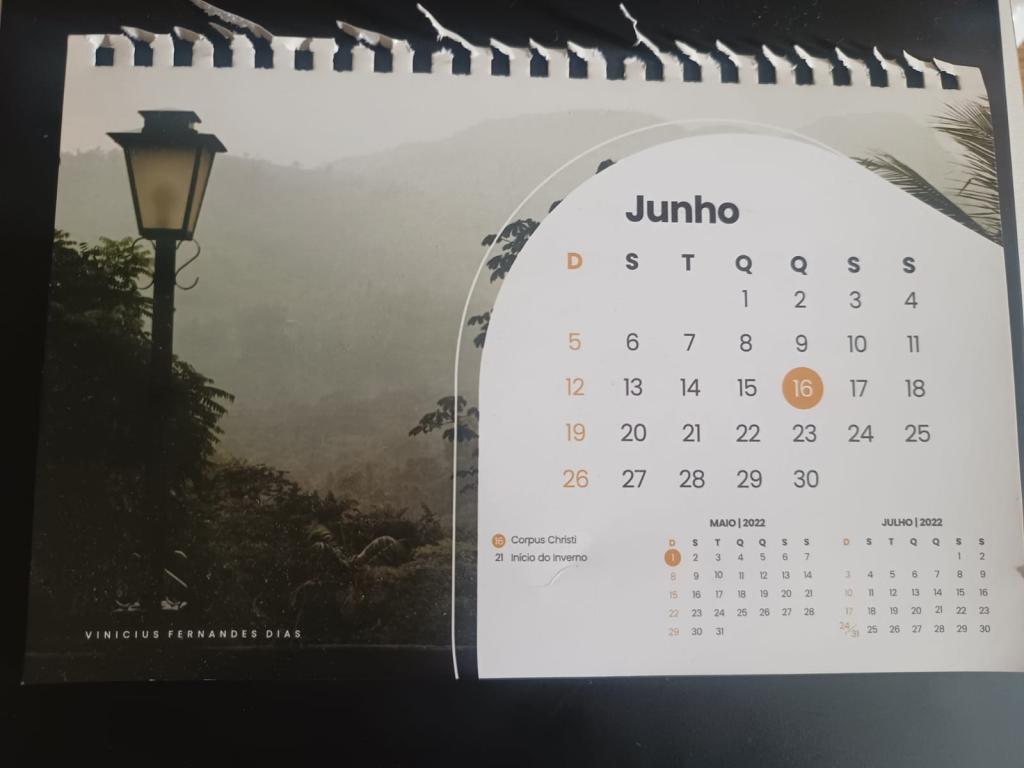 Junho
D S T Q Q S S
1 2 3 4
5 6 7 8 9 10 11
12 13 14 15 16 17 18
19 20 21 22 23 24 25
26 27 28 29 30
16 Corpus Christi
21 Início do Inverno
MAIO | 2022
D S T Q Q S S
1 2 3 4 5 6 7
8 9 10 11 12 13 14
15 16 17 18 19 20 21
22 23 24 25 26 27 28
29 30 31
JULHO | 2022
D S T Q Q S S
1 2
3 4 5 6 7 8 9
10 11 12 13 14 15 16
17 18 19 20 21 22 23
24/31 25 26 27 28 29 30
VINICIUS FERNANDES DIAS